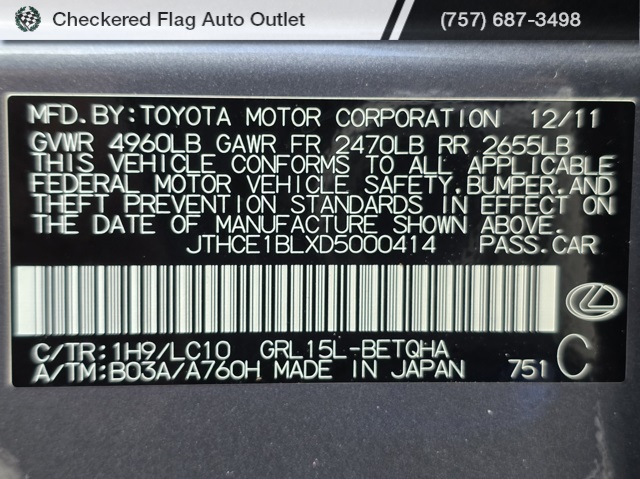 Checkered Flag Auto Outlet
(757) 687-3498
MFD.BY:TOYOTA MOTOR CORPORATION 12/11
GVWR 4960LB GAWR FR 2470LB RR 2655LB
THIS VEHICLE CONFORMS TO ALL APPLICABLE
FEDERAL MOTOR VEHICLE SAFETY,BUMPER,AND
THEFT PREVENTION STANDARDS IN EFFECT ON
THE DATE OF MANUFACTURE SHOWN ABOVE.
JTHCE1BLXD5000414 PASS.CAR
C/TR:1H9/LC10 GRL15L-BETQHA
A/TM:B03A/A760H MADE IN JAPAN 751 C